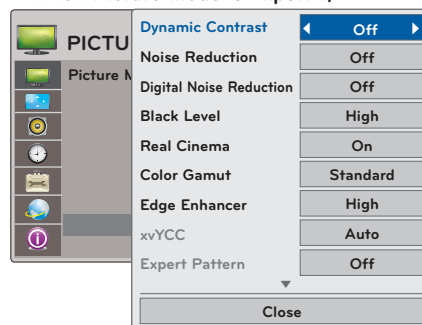 PICTU
Picture M
Dynamic Contrast Off
Noise Reduction Off
Digital Noise Reduction Off
Black Level High
Real Cinema On
Color Gamut Standard
Edge Enhancer High
xvYCC Auto
Expert Pattern Off
Close